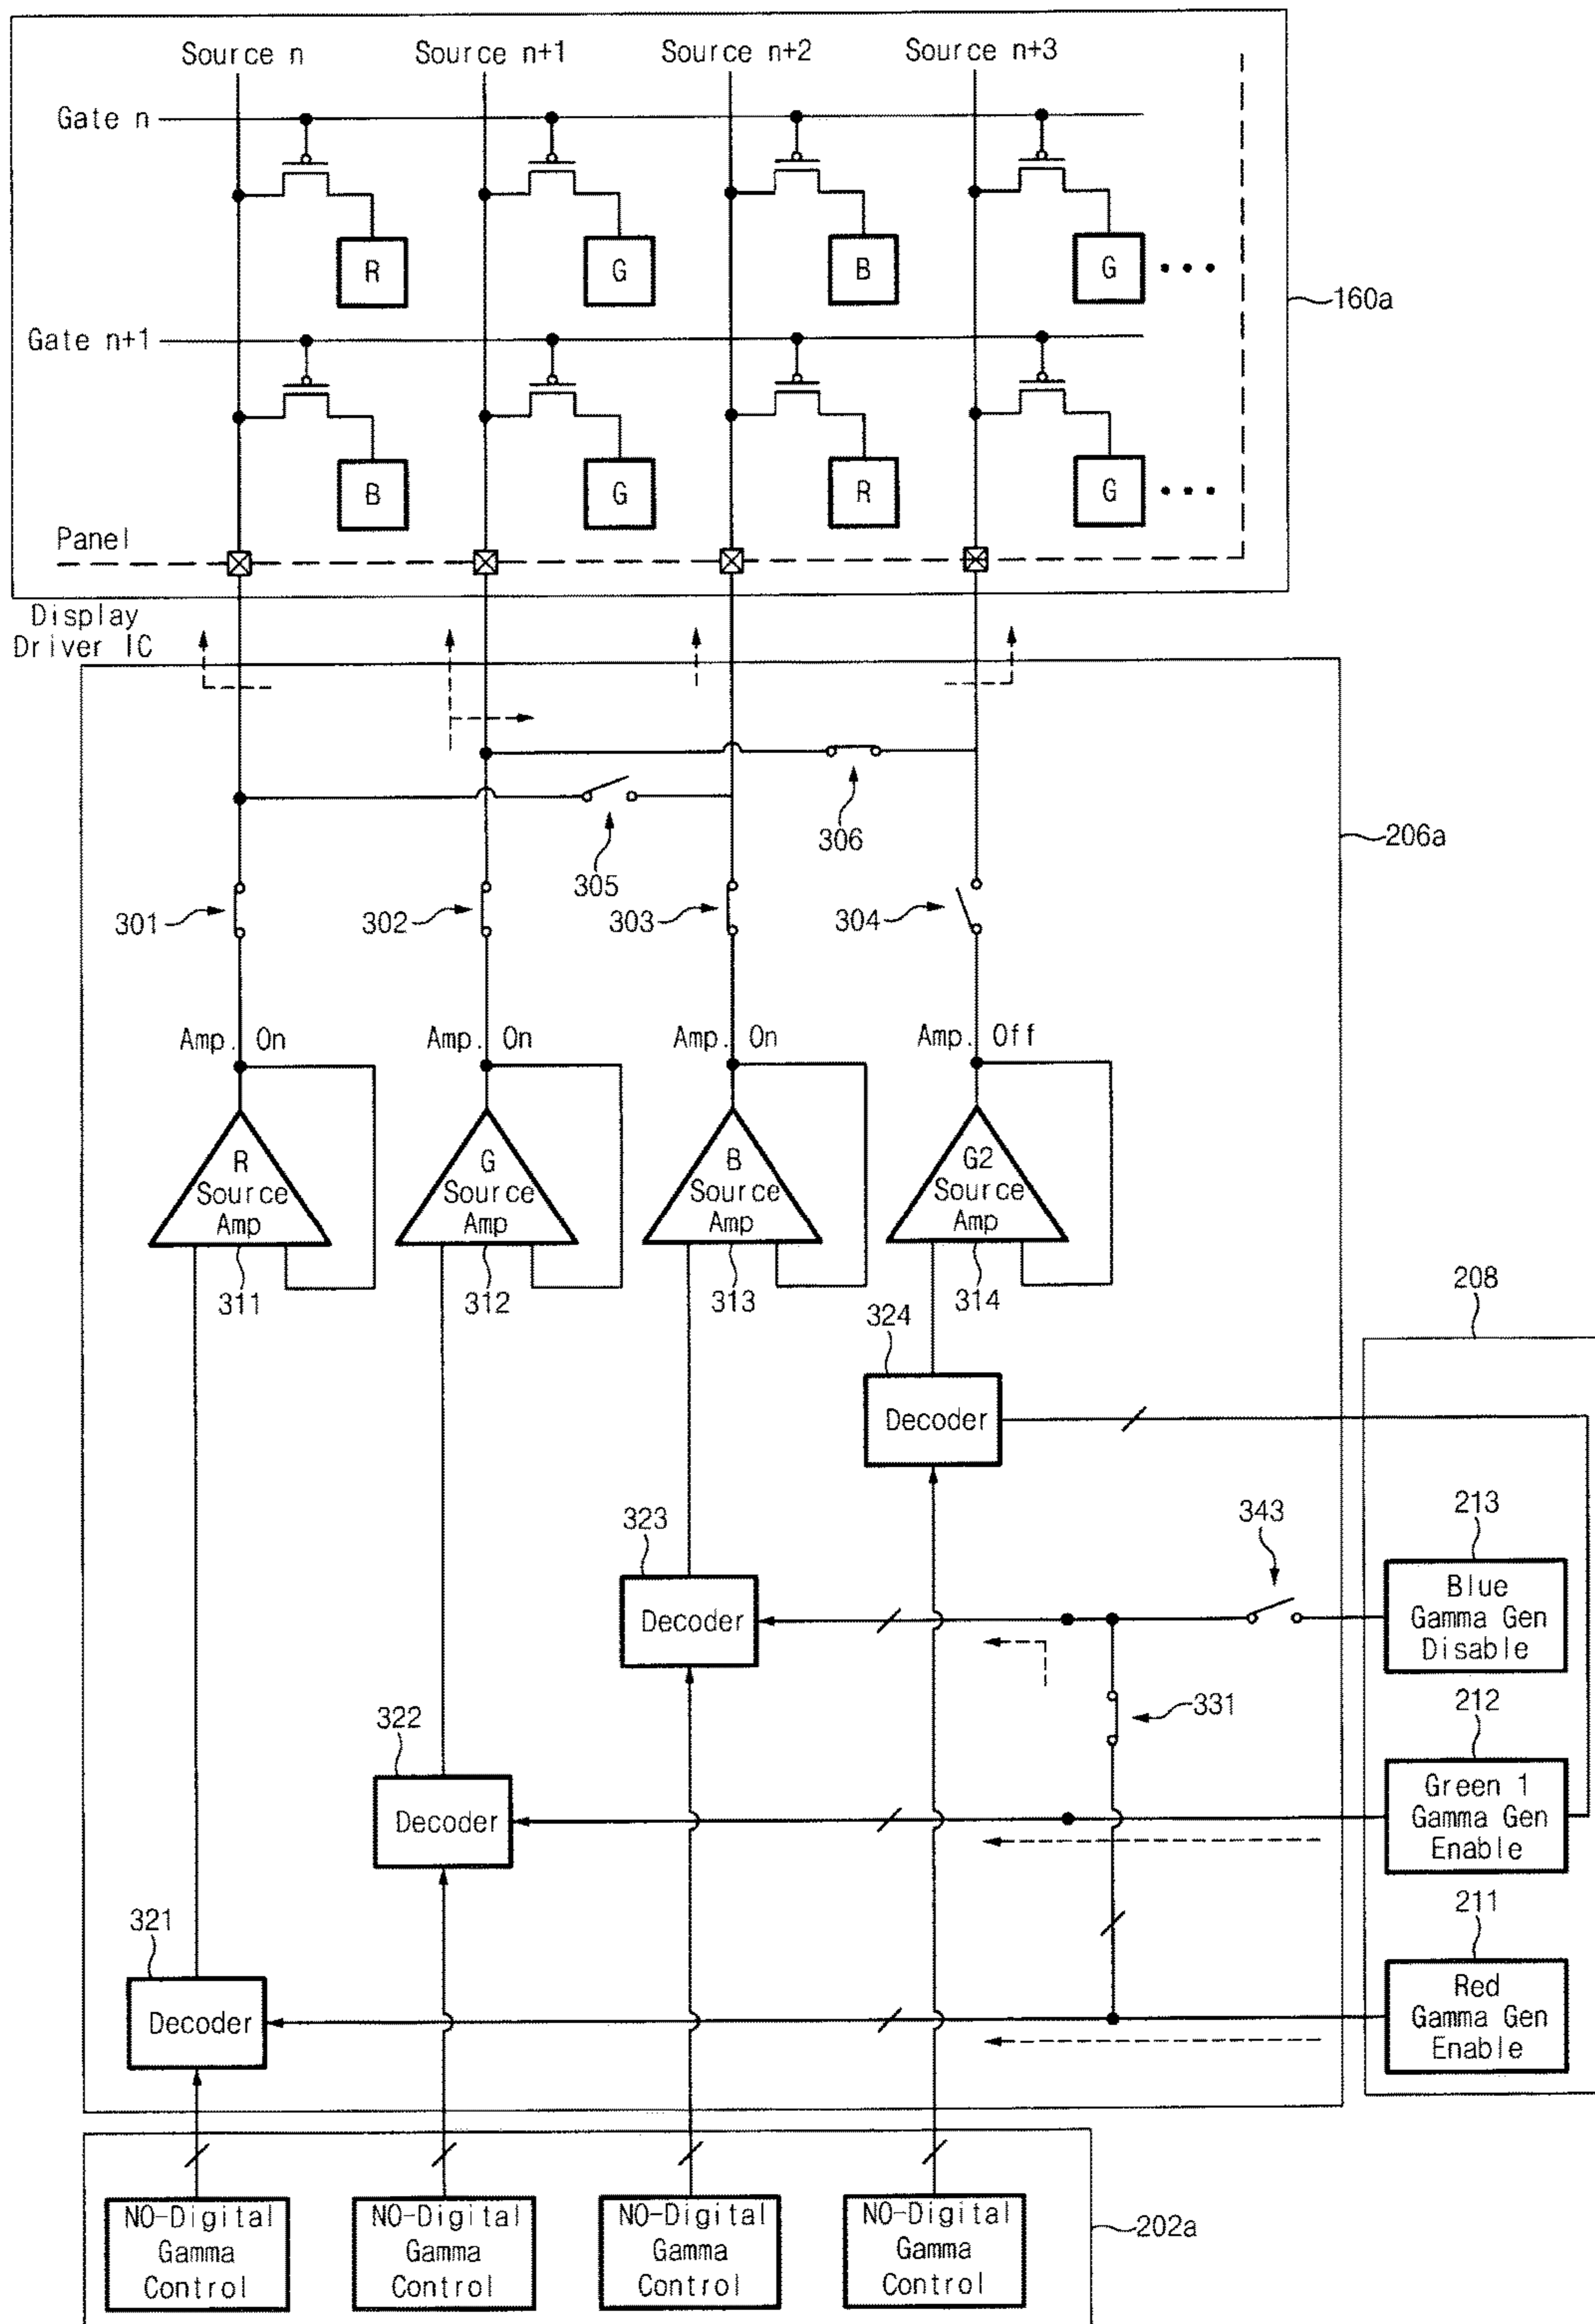 Source n
Source n+1
Source n+2
Source n+3
Gate n
R
G
B
G
160a
Gate n+1
B
G
R
G
Panel
Display
Driver IC
306
305
206a
301
302
303
304
Amp. On
Amp. On
Amp. On
Amp. Off
R
Source
Amp
G
Source
Amp
B
Source
Amp
G2
Source
Amp
311
312
313
314
208
324
Decoder
323
Decoder
343
213
Blue
Gamma Gen
Disable
331
322
Decoder
212
Green 1
Gamma Gen
Enable
321
Decoder
211
Red
Gamma Gen
Enable
NO-Digital
Gamma
Control
NO-Digital
Gamma
Control
NO-Digital
Gamma
Control
NO-Digital
Gamma
Control
202a